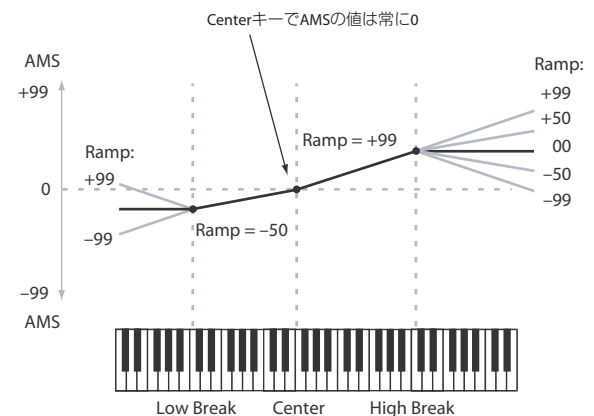 CenterキーでAMSの値は常に0
AMS
+99
0
–99
AMS
Ramp:
+99
–99
Ramp = –50
Ramp = +99
Ramp:
+99
+50
00
–50
–99
Low Break
Center
High Break